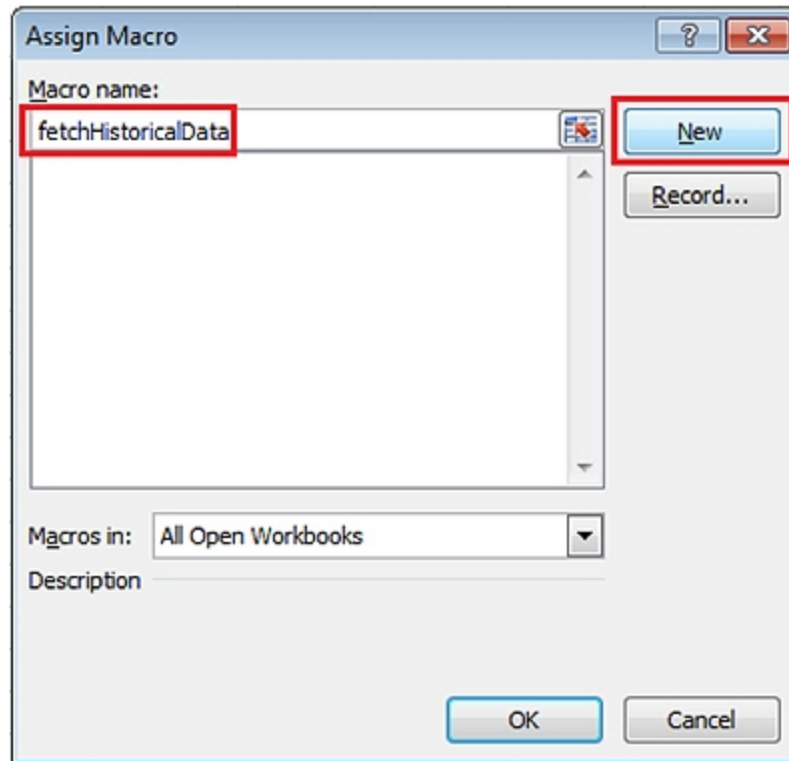 Assign Macro
?
Macro name:
fetchHistoricalData
New
Record...
Macros in:
All Open Workbooks
Description
OK
Cancel